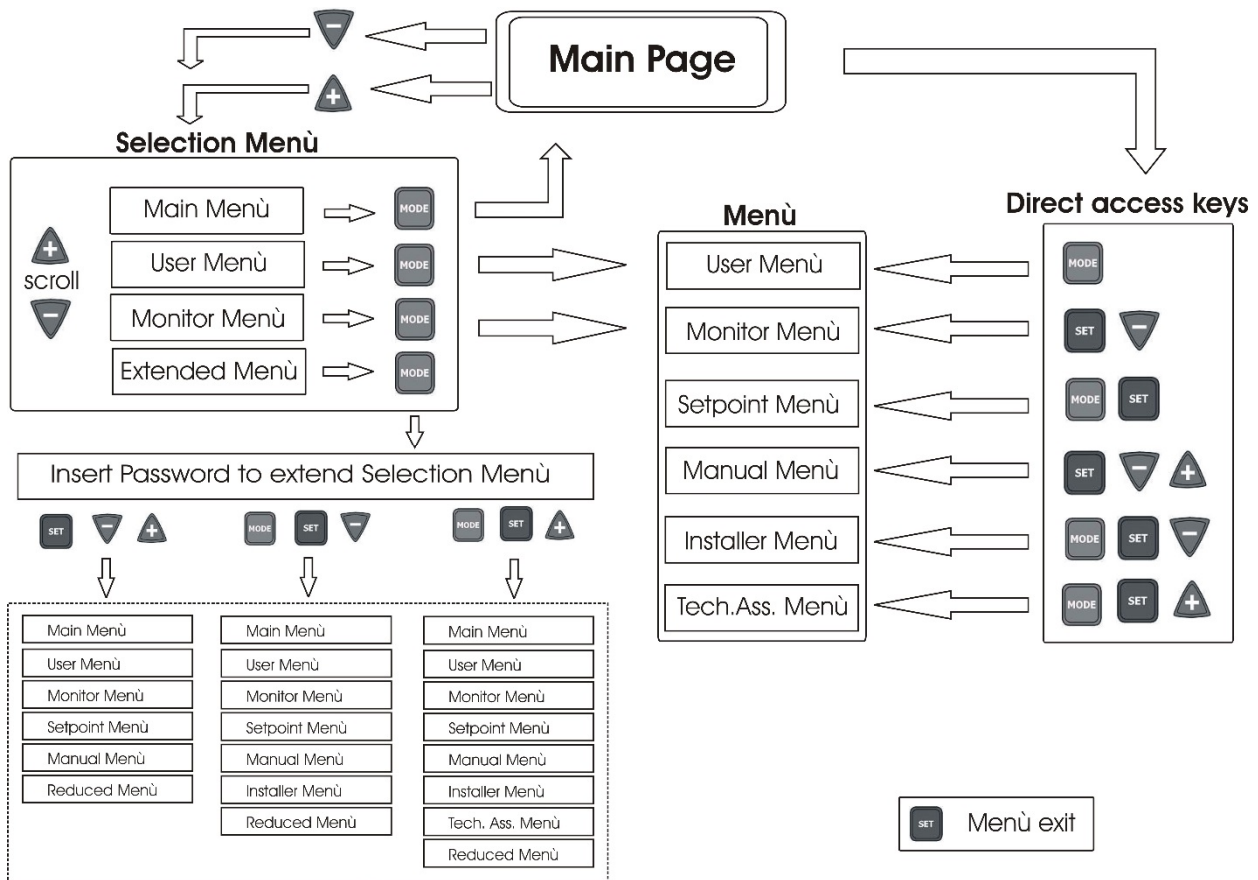 −
Main Page
+
Selection Menù
Main Menù
MODE
+
scroll
−
User Menù
MODE
Monitor Menù
MODE
Extended Menù
MODE
Insert Password to extend Selection Menù
SET − +
MODE SET −
MODE SET +
Main Menù
User Menù
Monitor Menù
Setpoint Menù
Manual Menù
Reduced Menù
Main Menù
User Menù
Monitor Menù
Setpoint Menù
Manual Menù
Installer Menù
Reduced Menù
Main Menù
User Menù
Monitor Menù
Setpoint Menù
Manual Menù
Installer Menù
Tech. Ass. Menù
Reduced Menù
Menù
User Menù
Monitor Menù
Setpoint Menù
Manual Menù
Installer Menù
Tech.Ass. Menù
Direct access keys
MODE
SET −
MODE SET
SET − +
MODE SET −
MODE SET +
SET Menù exit